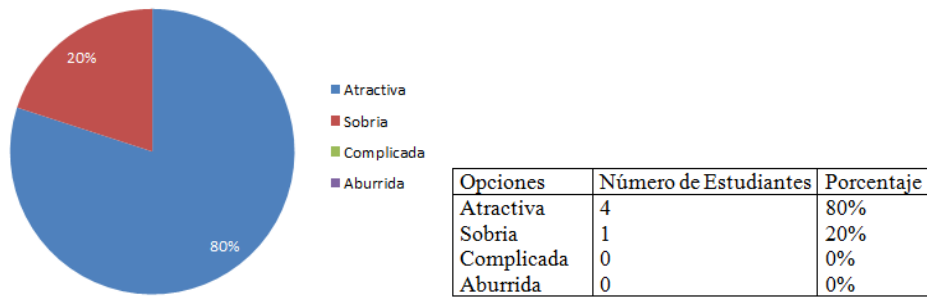 20%
80%
Atractiva
Sobria
Complicada
Aburrida
Opciones Número de Estudiantes Porcentaje
Atractiva 4 80%
Sobria 1 20%
Complicada 0 0%
Aburrida 0 0%